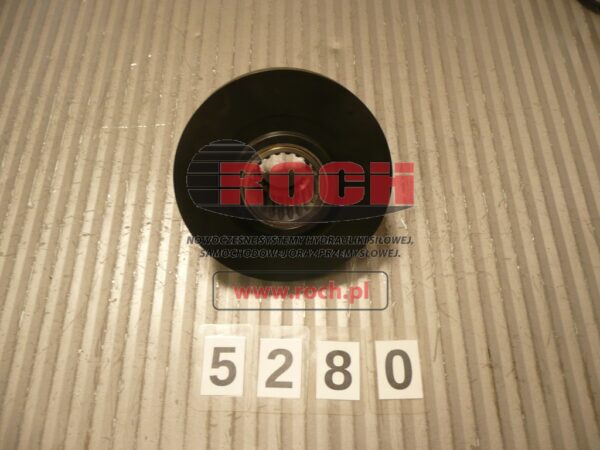 ROCH
NOWOCZESNE SYSTEMY HYDRAULIKI SIŁOWEJ,
SAMOCHODOWEJ ORAZ PRZEMYSŁOWEJ.
www.roch.pl
5280